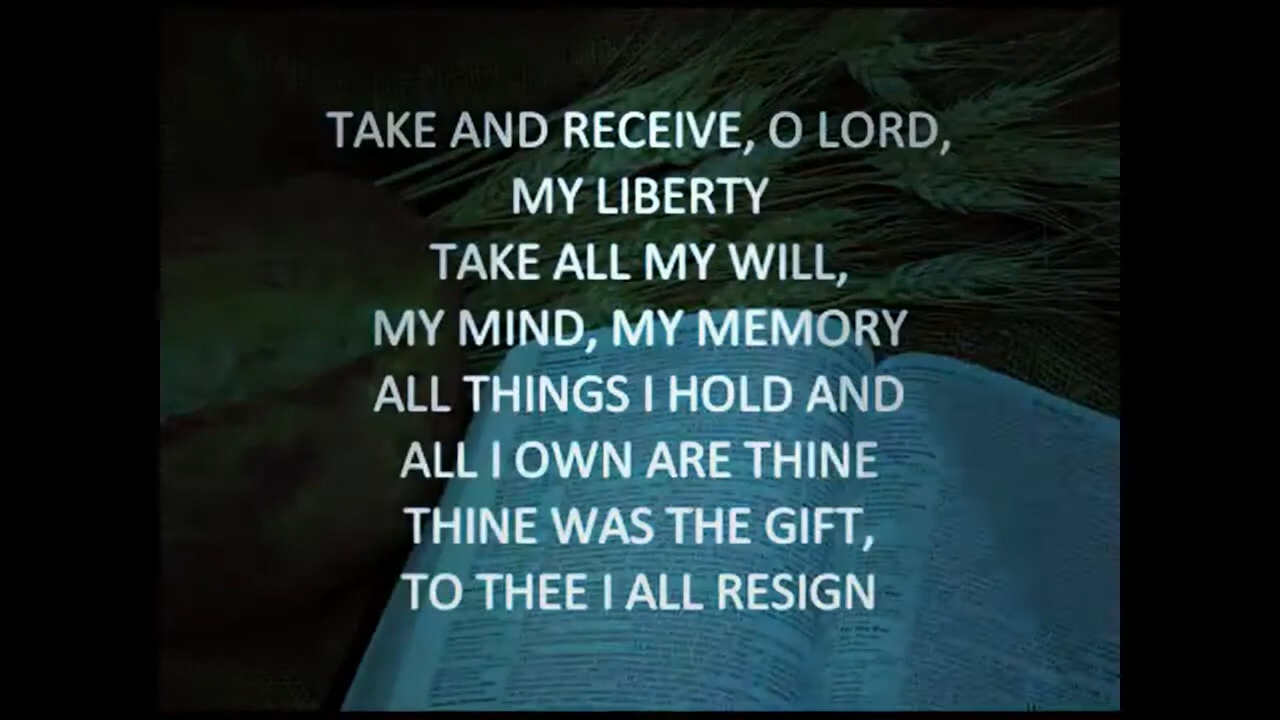 TAKE AND RECEIVE, O LORD,
MY LIBERTY
TAKE ALL MY WILL,
MY MIND, MY MEMORY
ALL THINGS I HOLD AND
ALL I OWN ARE THINE
THINE WAS THE GIFT,
TO THEE I ALL RESIGN